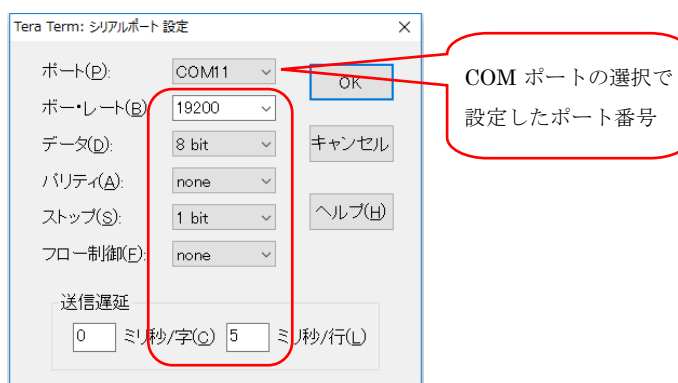 Tera Term: シリアルポート 設定
ポート(P): COM11
OK
ボー・レート(B): 19200
データ(D): 8 bit
キャンセル
パリティ(A): none
ストップ(S): 1 bit
ヘルプ(H)
フロー制御(F): none
送信遅延
0 ミリ秒/字(C) 5 ミリ秒/行(L)
COM ポートの選択で
設定したポート番号